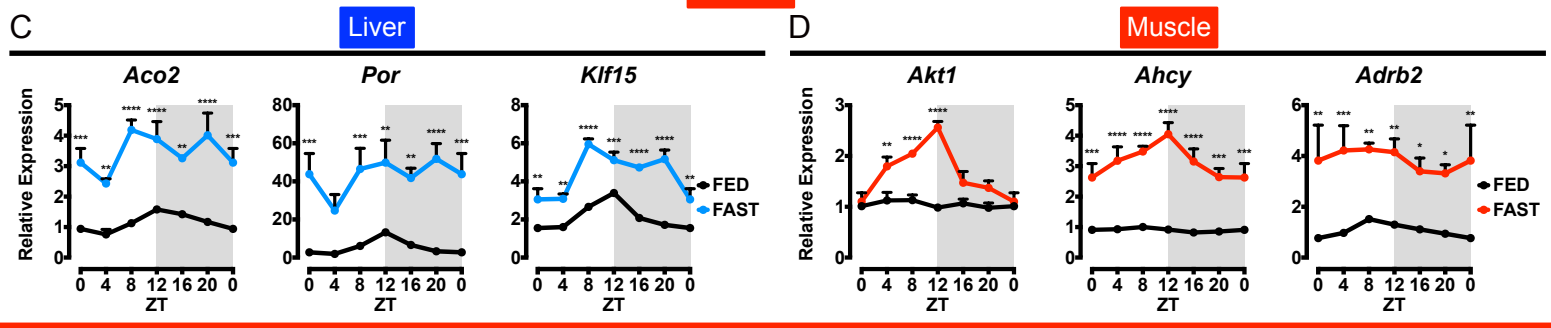 C
Liver
D
Muscle
Aco2
Por
Klf15
Akt1
Ahcy
Adrb2
Relative Expression
5
4
3
2
1
0
*** ** **** **** ** **** ***
0 4 8 12 16 20 0
ZT
80
60
40
20
0
*** *** ** ** **** ***
0 4 8 12 16 20 0
ZT
8
6
4
2
0
** ** **** *** **** **** **
0 4 8 12 16 20 0
ZT
FED
FAST
Relative Expression
3
2
1
0
** **** ****
0 4 8 12 16 20 0
ZT
5
4
3
2
1
0
*** **** **** **** **** *** ***
0 4 8 12 16 20 0
ZT
6
4
2
0
** *** ** ** * * **
0 4 8 12 16 20 0
ZT
FED
FAST